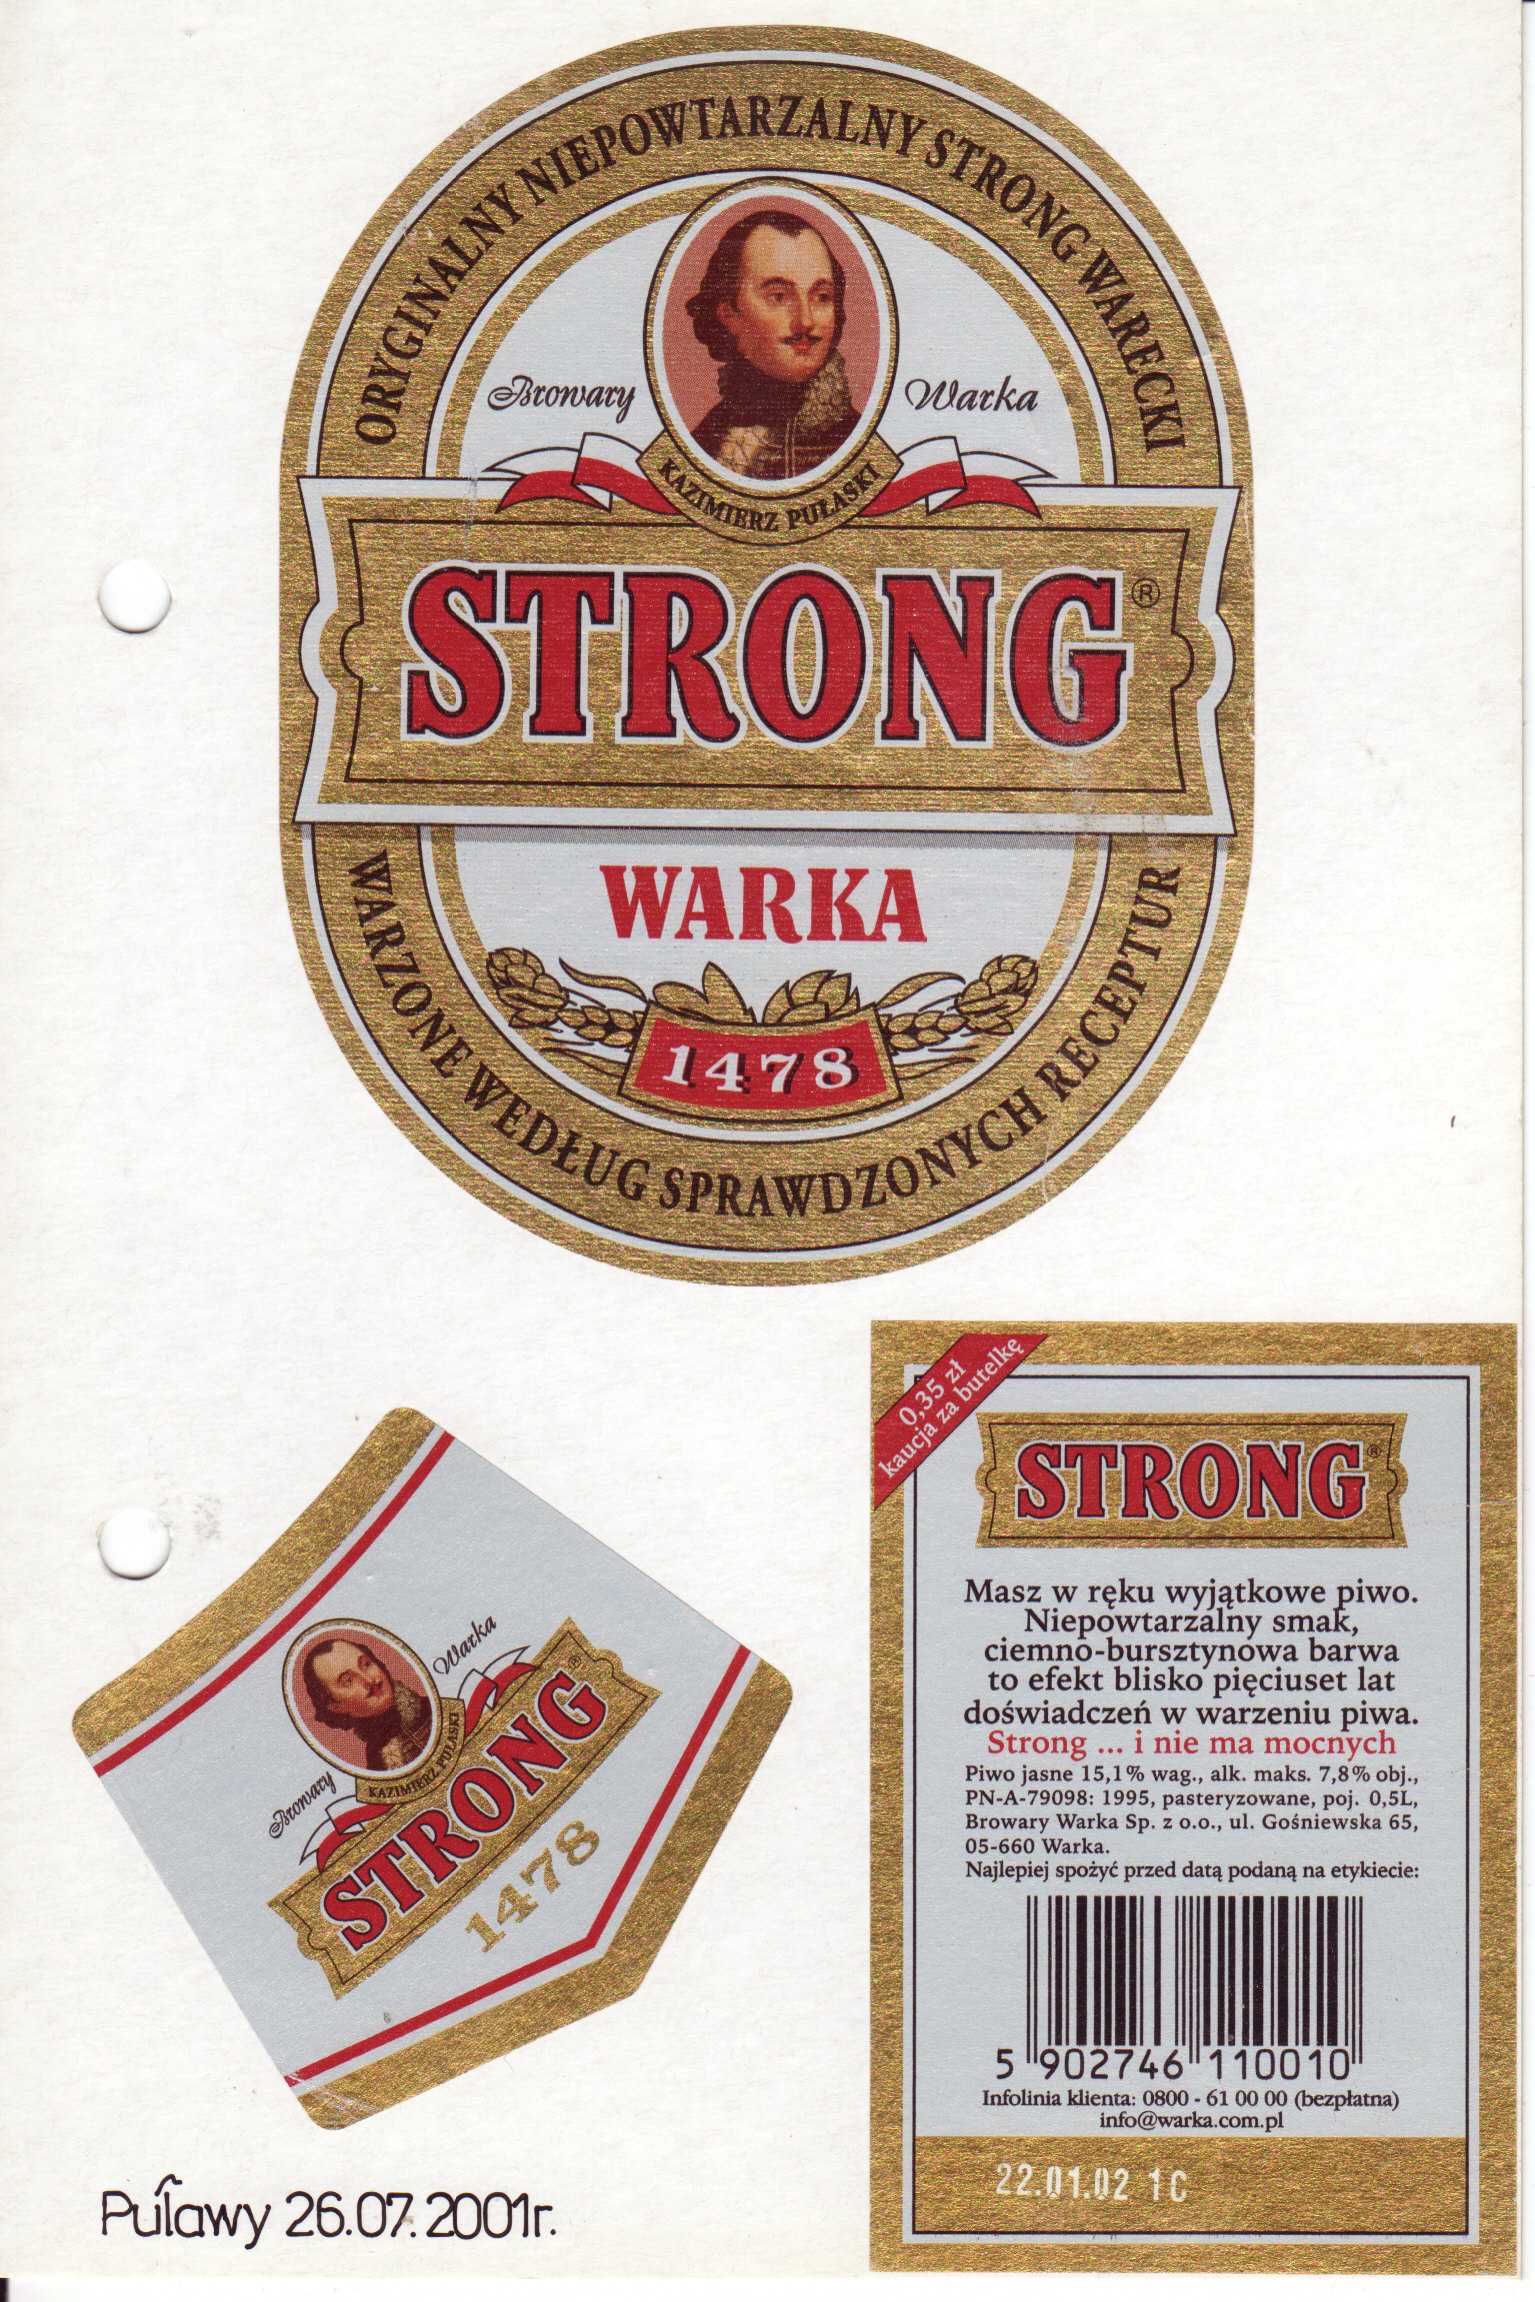 ORYGINALNY NIEPOWTARZALNY STRONG WARECKI
Browary Warka
KAZIMIERZ PUŁASKI
STRONG®
WARKA
1478
WARZONE WEDŁUG SPRAWDZONYCH RECEPTUR
Browary Warka
KAZIMIERZ PUŁASKI
STRONG®
1478
0,35 zł
kaucja za butelkę
STRONG®
Masz w ręku wyjątkowe piwo.
Niepowtarzalny smak,
ciemno-bursztynowa barwa
to efekt blisko pięciuset lat
doświadczeń w warzeniu piwa.
Strong ... i nie ma mocnych
Piwo jasne 15,1% wag., alk. maks. 7,8% obj.,
PN-A-79098: 1995, pasteryzowane, poj. 0,5L,
Browary Warka Sp. z o.o., ul. Gośniewska 65,
05-660 Warka.
Najlepiej spożyć przed datą podaną na etykiecie:
5 902746 110010
Infolinia klienta: 0800 - 61 00 00 (bezpłatna)
info@warka.com.pl
22.01.02 1C
Puławy 26.07.2001r.